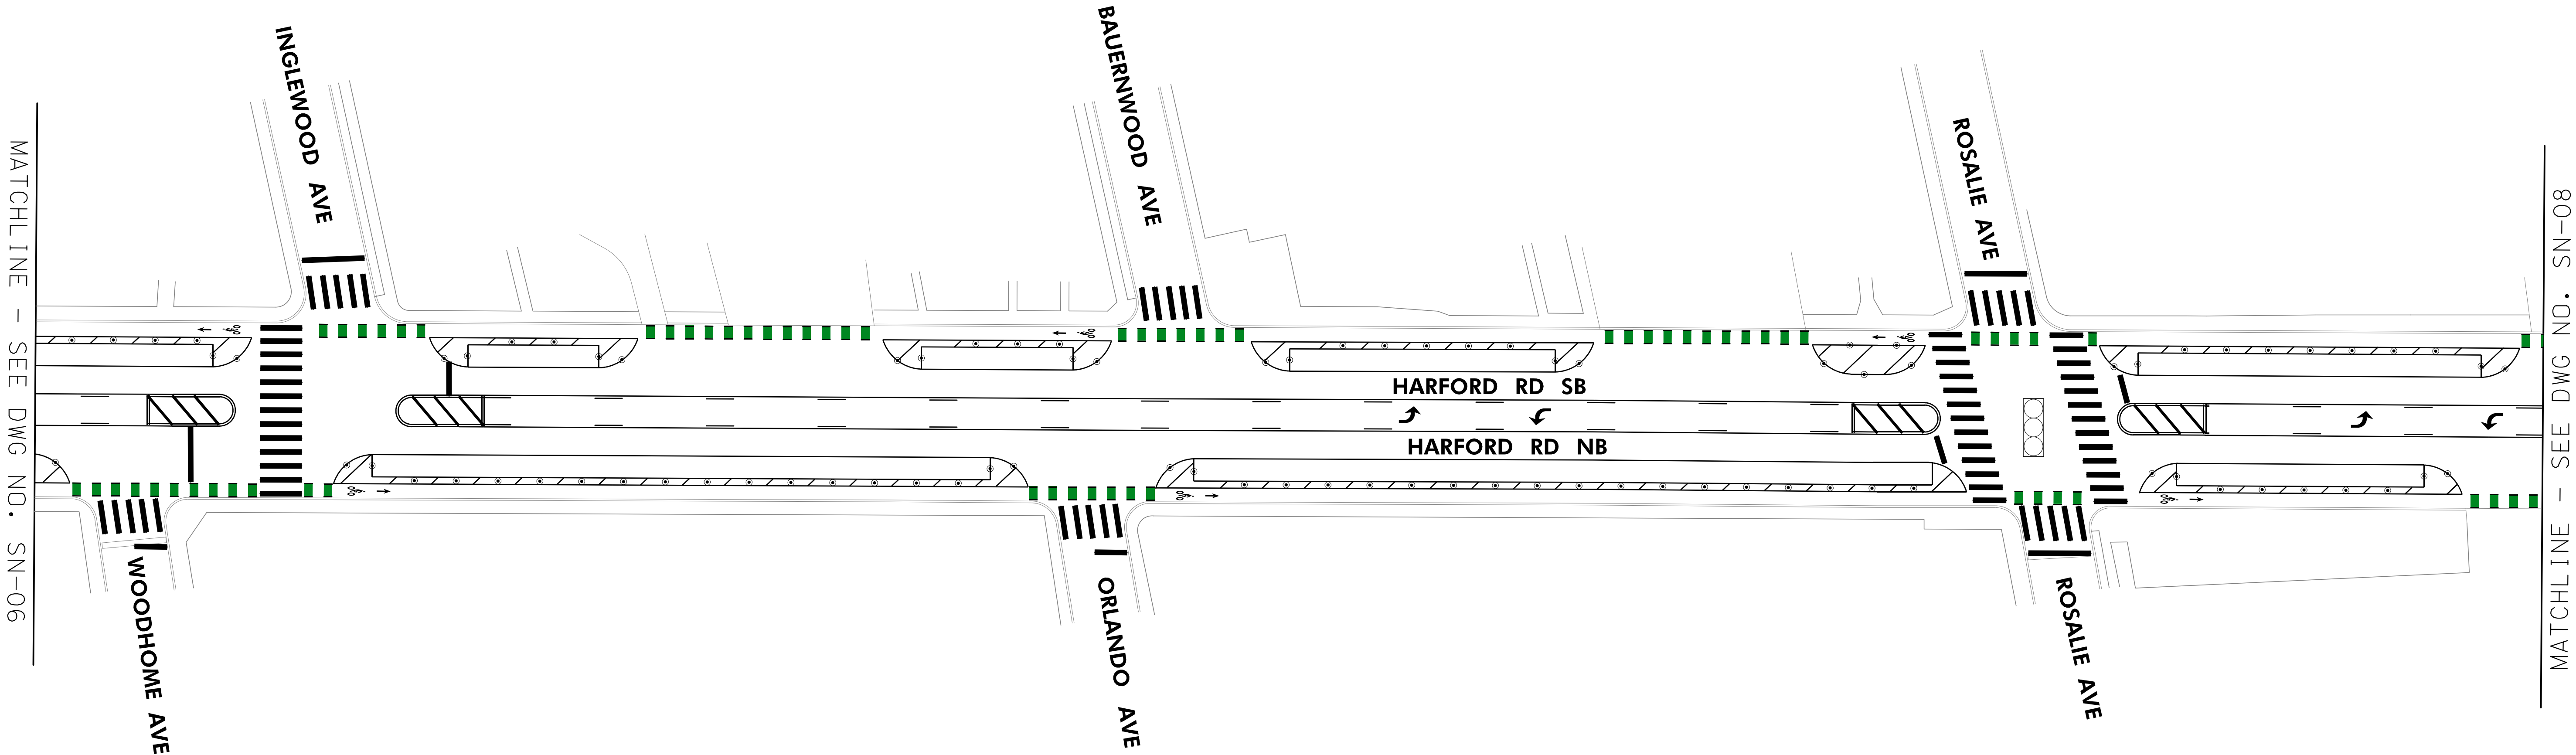 INGLEWOOD AVE
BAUERNWOOD AVE
ROSALIE AVE
MATCHLINE - SEE DWG NO. SN-06
HARFORD RD SB
HARFORD RD NB
MATCHLINE - SEE DWG NO. SN-08
WOODHOME AVE
ORLANDO AVE
ROSALIE AVE